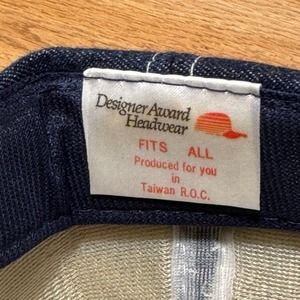 Designer Award
Headwear
FITS ALL
Produced for you
in
Taiwan R.O.C.